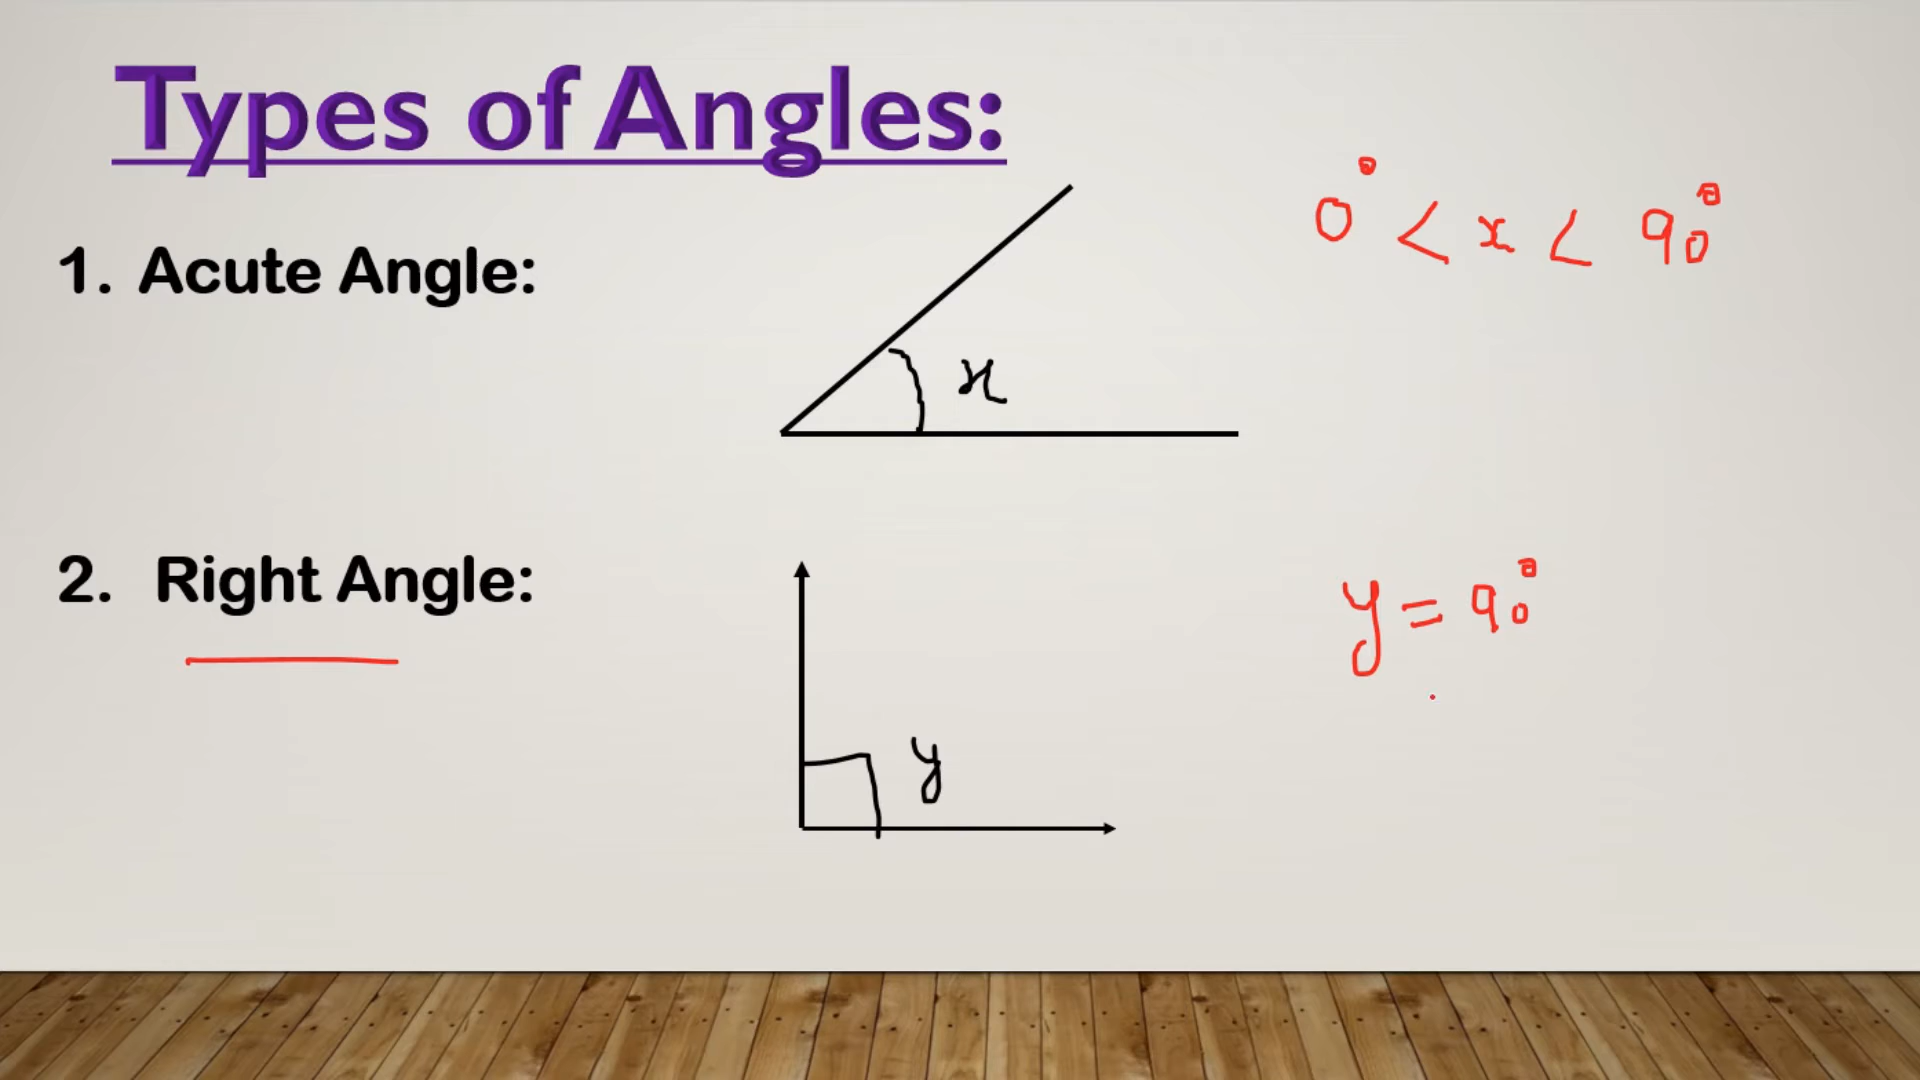 Types of Angles:
0° < x < 90°
1. Acute Angle:
x
2. Right Angle:
y = 90°
y